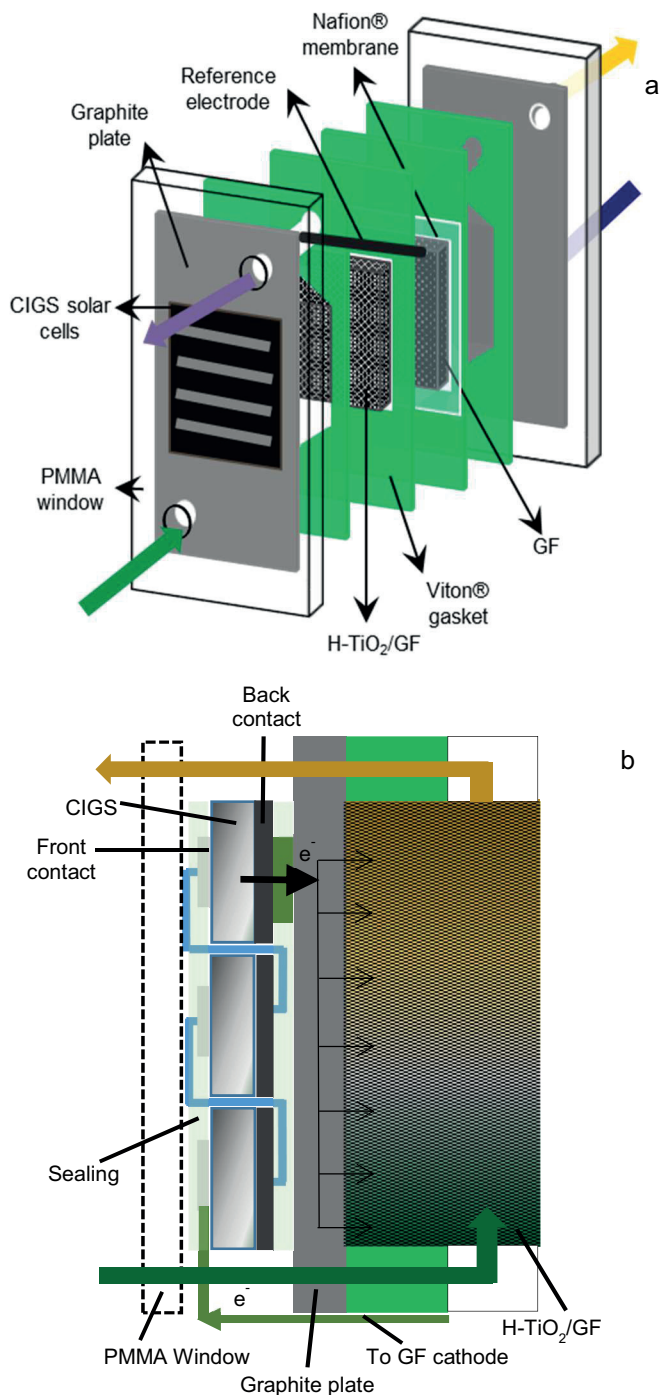 Nafion® 
membrane
Reference
electrode
a
Graphite
plate
CIGS solar
cells
PMMA
window
GF
Viton®
gasket
H-TiO₂/GF
Back
contact
b
CIGS
Front
contact
e⁻
Sealing
e⁻
H-TiO₂/GF
PMMA Window
To GF cathode
Graphite plate